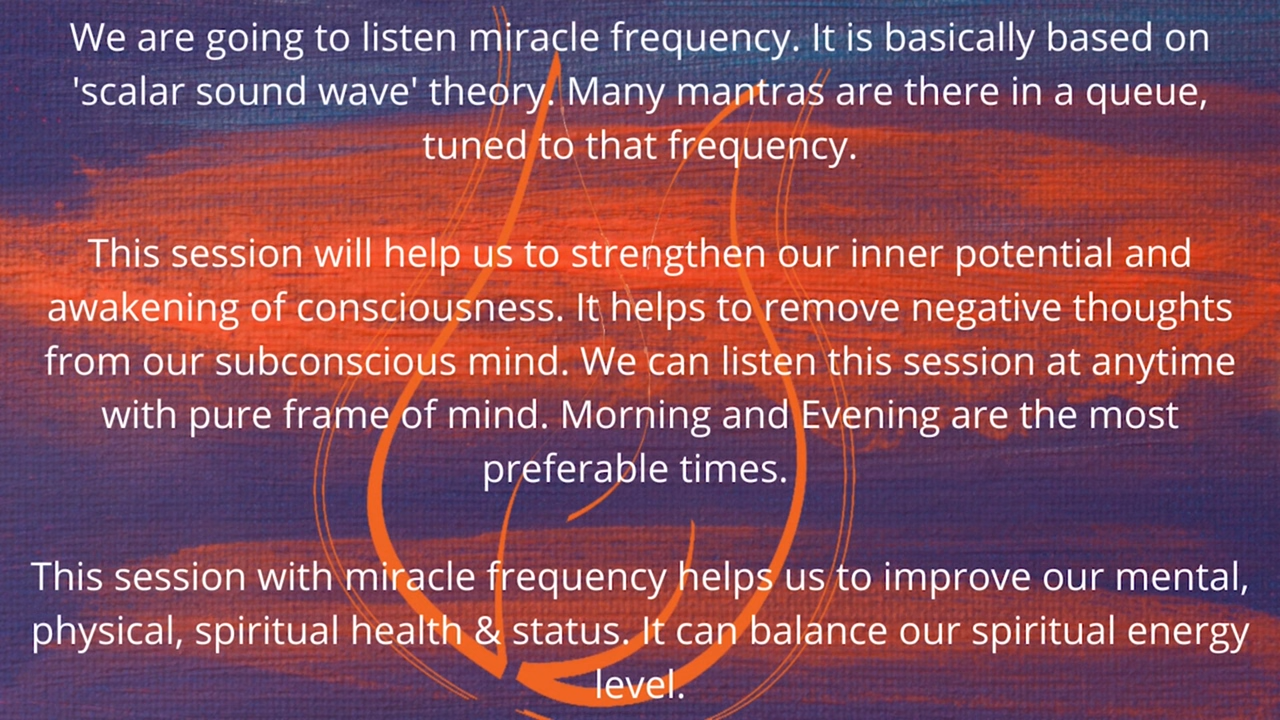 We are going to listen miracle frequency. It is basically based on
'scalar sound wave' theory. Many mantras are there in a queue,
tuned to that frequency.
This session will help us to strengthen our inner potential and
awakening of consciousness. It helps to remove negative thoughts
from our subconscious mind. We can listen this session at anytime
with pure frame of mind. Morning and Evening are the most
preferable times.
This session with miracle frequency helps us to improve our mental,
physical, spiritual health & status. It can balance our spiritual energy
level.